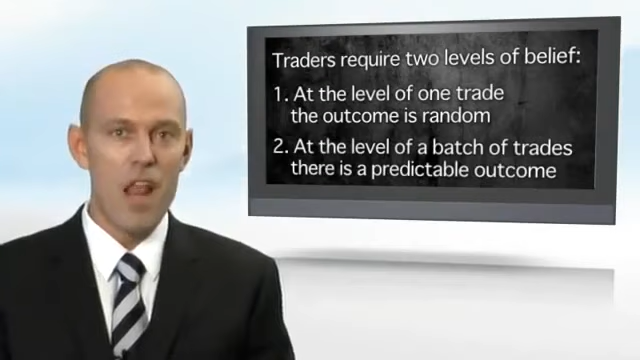 Traders require two levels of belief:
1. At the level of one trade
the outcome is random
2. At the level of a batch of trades
there is a predictable outcome